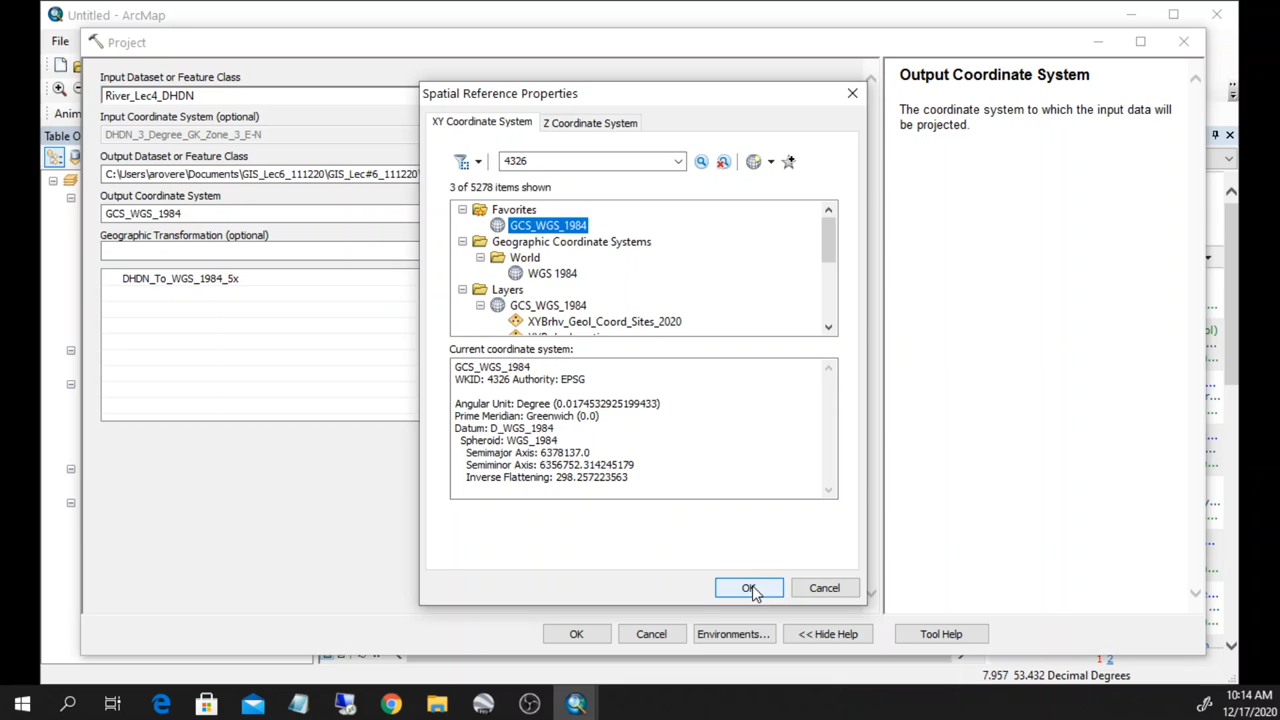 Untitled - ArcMap
File
Project
Input Dataset or Feature Class
River_Lec4_DHDN
Input Coordinate System (optional)
DHDN_3_Degree_GK_Zone_3_E-N
Output Dataset or Feature Class
C:\Users\arovere\Documents\GIS_Lec6_111220\GIS_Lec#6_111220\
Output Coordinate System
GCS_WGS_1984
Geographic Transformation (optional)
DHDN_To_WGS_1984_5x
Anim
Table O
Spatial Reference Properties
XY Coordinate System
Z Coordinate System
4326
3 of 5278 items shown
Favorites
GCS_WGS_1984
Geographic Coordinate Systems
World
WGS 1984
Layers
GCS_WGS_1984
XYBrhv_Geol_Coord_Sites_2020
Current coordinate system:
GCS_WGS_1984
WKID: 4326 Authority: EPSG
Angular Unit: Degree (0.0174532925199433)
Prime Meridian: Greenwich (0.0)
Datum: D_WGS_1984
Spheroid: WGS_1984
Semimajor Axis: 6378137.0
Semiminor Axis: 6356752.314245179
Inverse Flattening: 298.257223563
OK
Cancel
Output Coordinate System
The coordinate system to which the input data will
be projected.
OK
Cancel
Environments...
<< Hide Help
Tool Help
1 2
7.957 53.432 Decimal Degrees
10:14 AM
12/17/2020